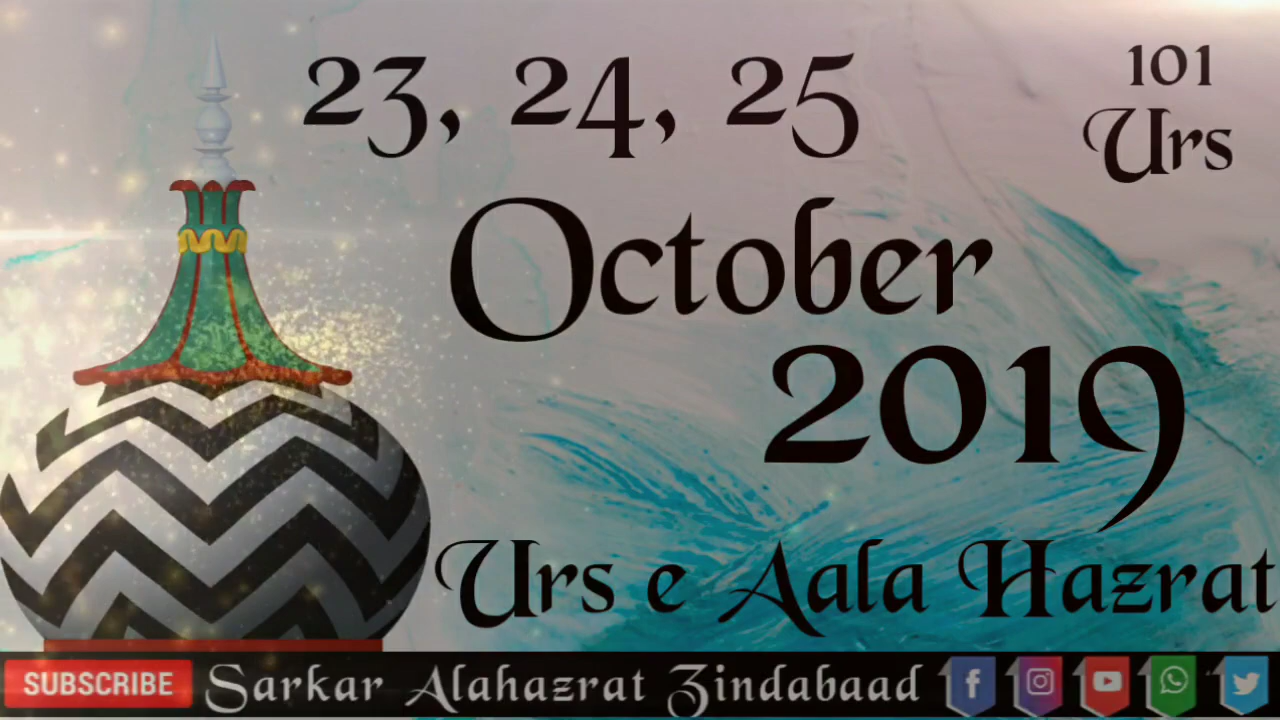 23, 24, 25
101
Urs
October
2019
Urs e Aala Hazrat
SUBSCRIBE Sarkar Alahazrat Zindabaad